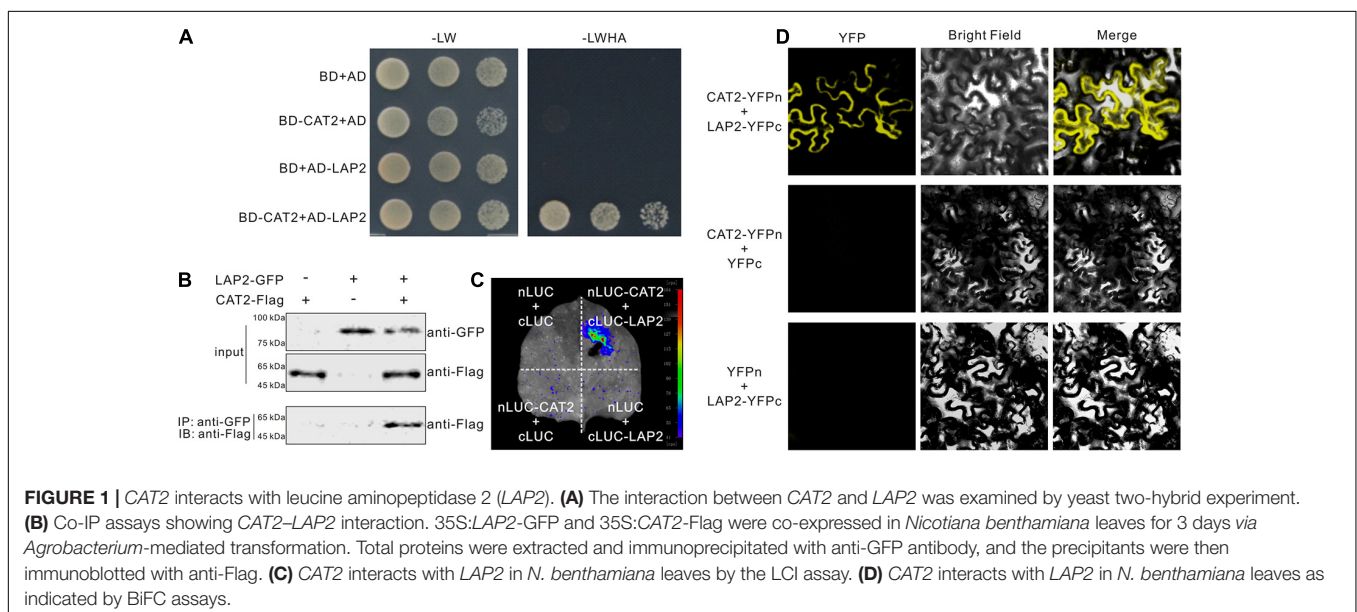 A
-LW
-LWHA
BD+AD
BD-CAT2+AD
BD+AD-LAP2
BD-CAT2+AD-LAP2
B
LAP2-GFP - + +
CAT2-Flag + - +
input
100 kDa
75 kDa
anti-GFP
65 kDa
45 kDa
anti-Flag
IP: anti-GFP
IB: anti-Flag
65 kDa
45 kDa
anti-Flag
C
nLUC
+
cLUC
nLUC-CAT2
+
cLUC-LAP2
nLUC-CAT2
+
cLUC
nLUC
+
cLUC-LAP2
D
YFP
Bright Field
Merge
CAT2-YFPn
+
LAP2-YFPc
CAT2-YFPn
+
YFPc
YFPn
+
LAP2-YFPc
FIGURE 1 | CAT2 interacts with leucine aminopeptidase 2 (LAP2). (A) The interaction between CAT2 and LAP2 was examined by yeast two-hybrid experiment.
(B) Co-IP assays showing CAT2–LAP2 interaction. 35S:LAP2-GFP and 35S:CAT2-Flag were co-expressed in Nicotiana benthamiana leaves for 3 days via
Agrobacterium-mediated transformation. Total proteins were extracted and immunoprecipitated with anti-GFP antibody, and the precipitants were then
immunoblotted with anti-Flag. (C) CAT2 interacts with LAP2 in N. benthamiana leaves by the LCI assay. (D) CAT2 interacts with LAP2 in N. benthamiana leaves as
indicated by BiFC assays.